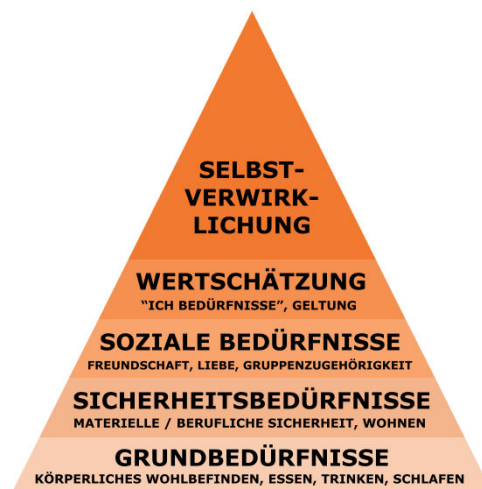 SELBST-
VERWIRK-
LICHUNG
WERTSCHÄTZUNG
"ICH BEDÜRFNISSE", GELTUNG
SOZIALE BEDÜRFNISSE
FREUNDSCHAFT, LIEBE, GRUPPENZUGEHÖRIGKEIT
SICHERHEITSBEDÜRFNISSE
MATERIELLE / BERUFLICHE SICHERHEIT, WOHNEN
GRUNDBEDÜRFNISSE
KÖRPERLICHES WOHLBEFINDEN, ESSEN, TRINKEN, SCHLAFEN